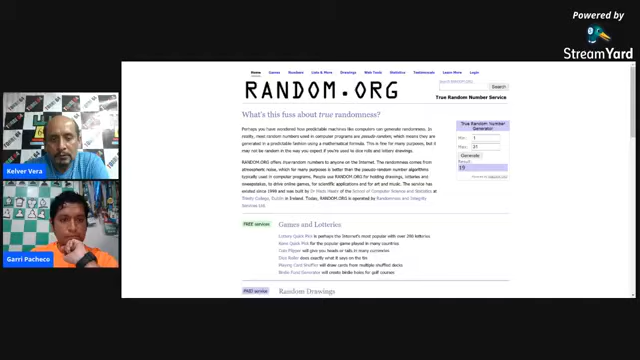 Powered by
StreamYard
Home Games Numbers Lists & More Drawings Web Tools Statistics Testimonials Learn More Login
RANDOM.ORG
Search RANDOM.ORG
Search
True Random Number Service
What's this fuss about true randomness?
Perhaps you have wondered how predictable machines like computers can generate randomness. In
reality, most random numbers used in computer programs are pseudo-random, which means they are
generated in a predictable fashion using a mathematical formula. This is fine for many purposes, but it
may not be random in the way you expect if you're used to dice rolls and lottery drawings.
RANDOM.ORG offers true random numbers to anyone on the Internet. The randomness comes from
atmospheric noise, which for many purposes is better than the pseudo-random number algorithms
typically used in computer programs. People use RANDOM.ORG for holding drawings, lotteries and
sweepstakes, to drive online games, for scientific applications and for art and music. The service has
existed since 1998 and was built by Dr Mads Haahr of the School of Computer Science and Statistics at
Trinity College, Dublin in Ireland. Today, RANDOM.ORG is operated by Randomness and Integrity
Services Ltd.
True Random Number
Generator
Min: 1
Max:
Generate
Result:
19
Powered by RANDOM.ORG
FREE services
Games and Lotteries
Lottery Quick Pick is perhaps the Internet's most popular with over 290 lotteries
Keno Quick Pick for the popular game played in many countries
Coin Flipper will give you heads or tails in many currencies
Dice Roller does exactly what it says on the tin
Playing Card Shuffler will draw cards from multiple shuffled decks
Birdie Fund Generator will create birdie holes for golf courses
PAID service
Random Drawings
Kelver Vera
Garri Pacheco